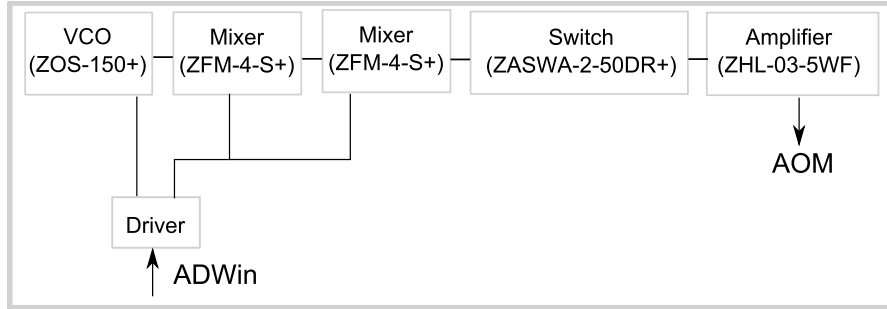 VCO
(ZOS-150+)
Mixer
(ZFM-4-S+)
Mixer
(ZFM-4-S+)
Switch
(ZASWA-2-50DR+)
Amplifier
(ZHL-03-5WF)
AOM
Driver
ADWin